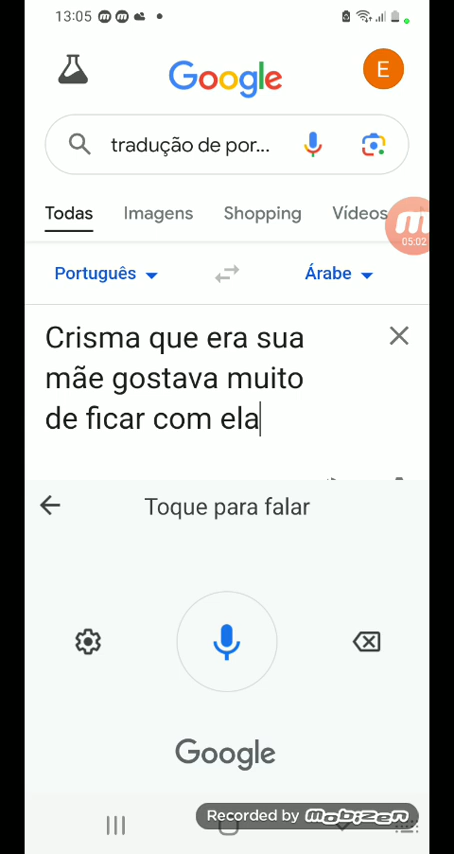 13:05
E
Google
tradução de por...
Todas Imagens Shopping Vídeos
05:02
Português Árabe
Crisma que era sua
mãe gostava muito
de ficar com ela
Toque para falar
Google
Recorded by MOBIZEN